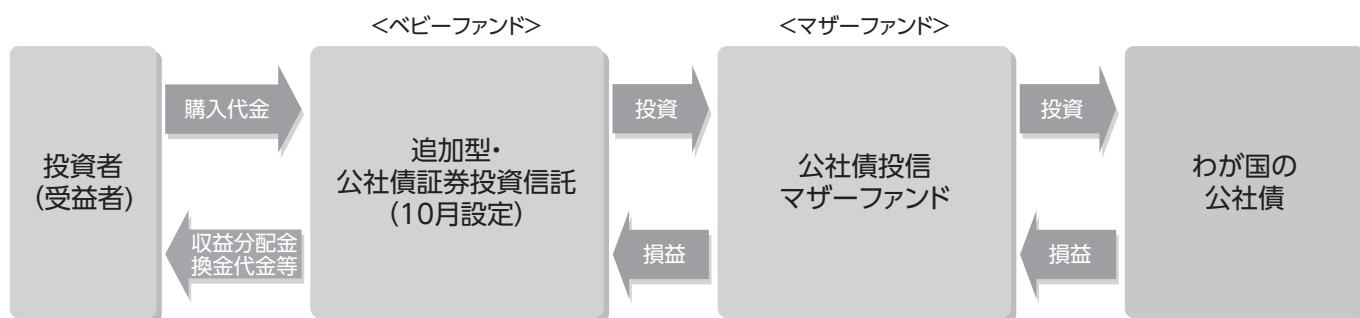 <ベビーファンド>
<マザーファンド>
投資者
(受益者)
購入代金
収益分配金
換金代金等
追加型・
公社債証券投資信託
(10月設定)
投資
損益
公社債投信
マザーファンド
投資
損益
わが国の
公社債